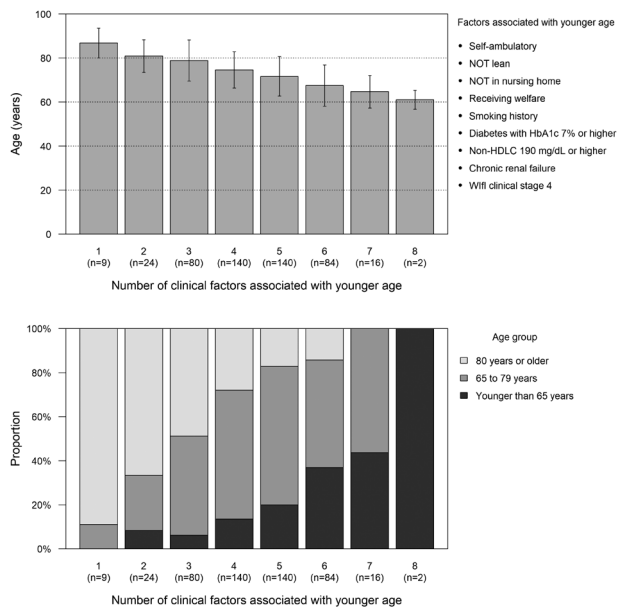 Factors associated with younger age
Self-ambulatory
NOT lean
NOT in nursing home
Receiving welfare
Smoking history
Diabetes with HbA1c 7% or higher
Non-HDLC 190 mg/dL or higher
Chronic renal failure
WIfI clinical stage 4
Age (years)
100
80
60
40
20
0
1 2 3 4 5 6 7 8
(n=9) (n=24) (n=80) (n=140) (n=140) (n=84) (n=16) (n=2)
Number of clinical factors associated with younger age
Age group
80 years or older
65 to 79 years
Younger than 65 years
Proportion
100%
80%
60%
40%
20%
0%
1 2 3 4 5 6 7 8
(n=9) (n=24) (n=80) (n=140) (n=140) (n=84) (n=16) (n=2)
Number of clinical factors associated with younger age